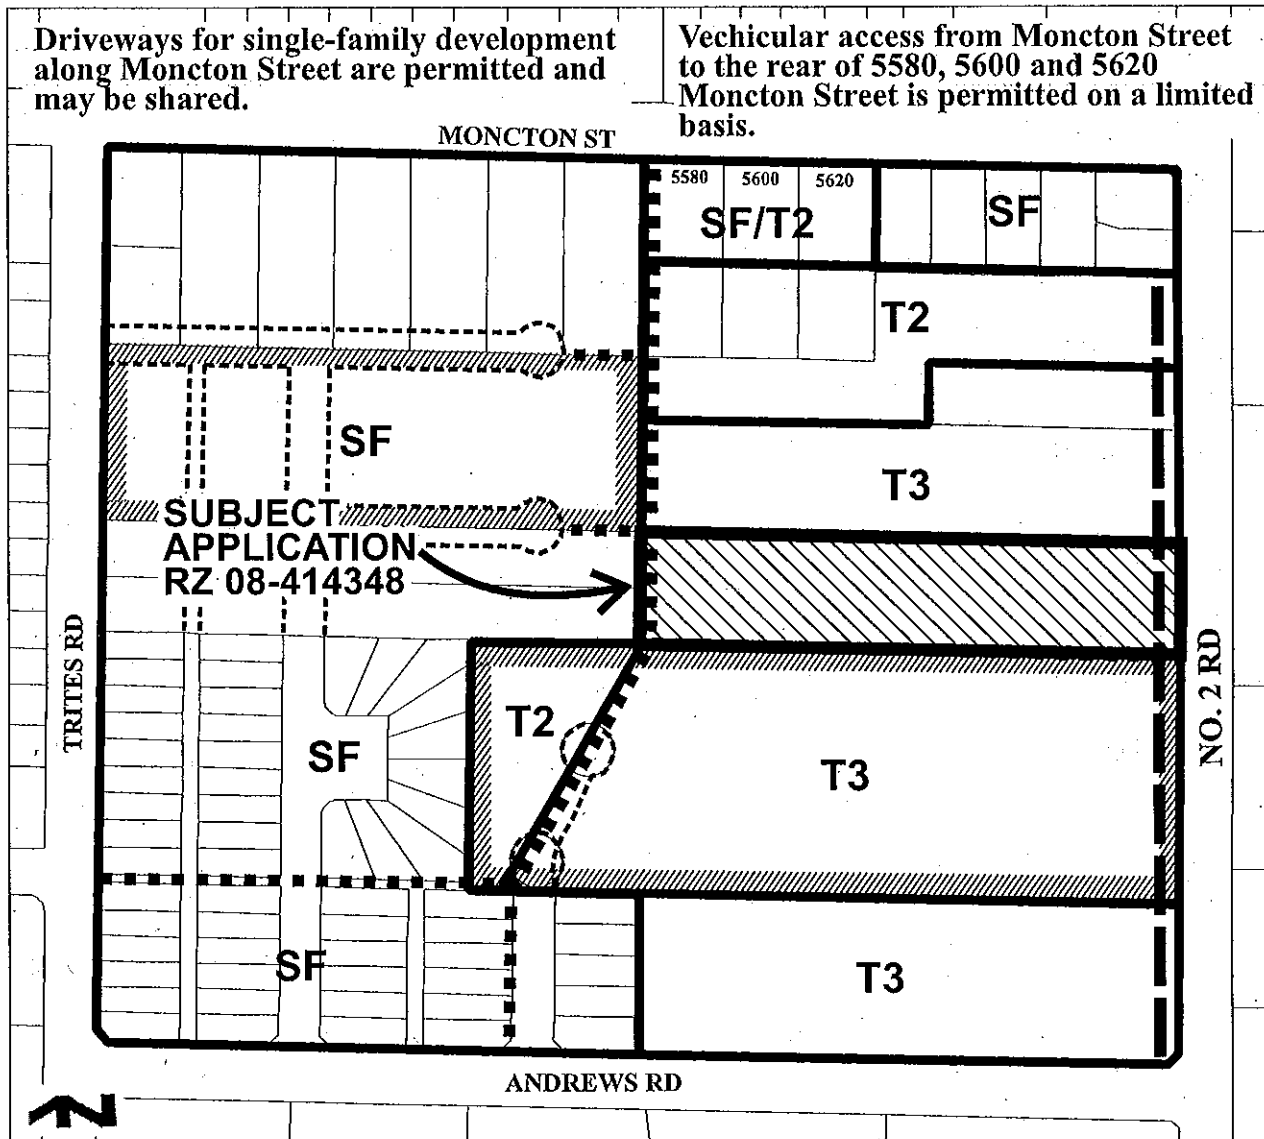 Driveways for single-family development
along Moncton Street are permitted and
may be shared.
Vechicular access from Moncton Street
to the rear of 5580, 5600 and 5620
Moncton Street is permitted on a limited
basis.
MONCTON ST
5580 5600 5620
SF/T2
SF
T2
SF
T3
SUBJECT
APPLICATION
RZ 08-414348
TRITES RD
NO. 2 RD
T2
SF
T3
SF
T3
ANDREWS RD
N